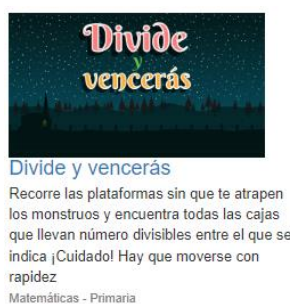 Divide
y
vencerás
Divide y vencerás
Recorre las plataformas sin que te atrapen
los monstruos y encuentra todas las cajas
que llevan número divisibles entre el que se
indica ¡Cuidado! Hay que moverse con
rapidez
Matemáticas - Primaria